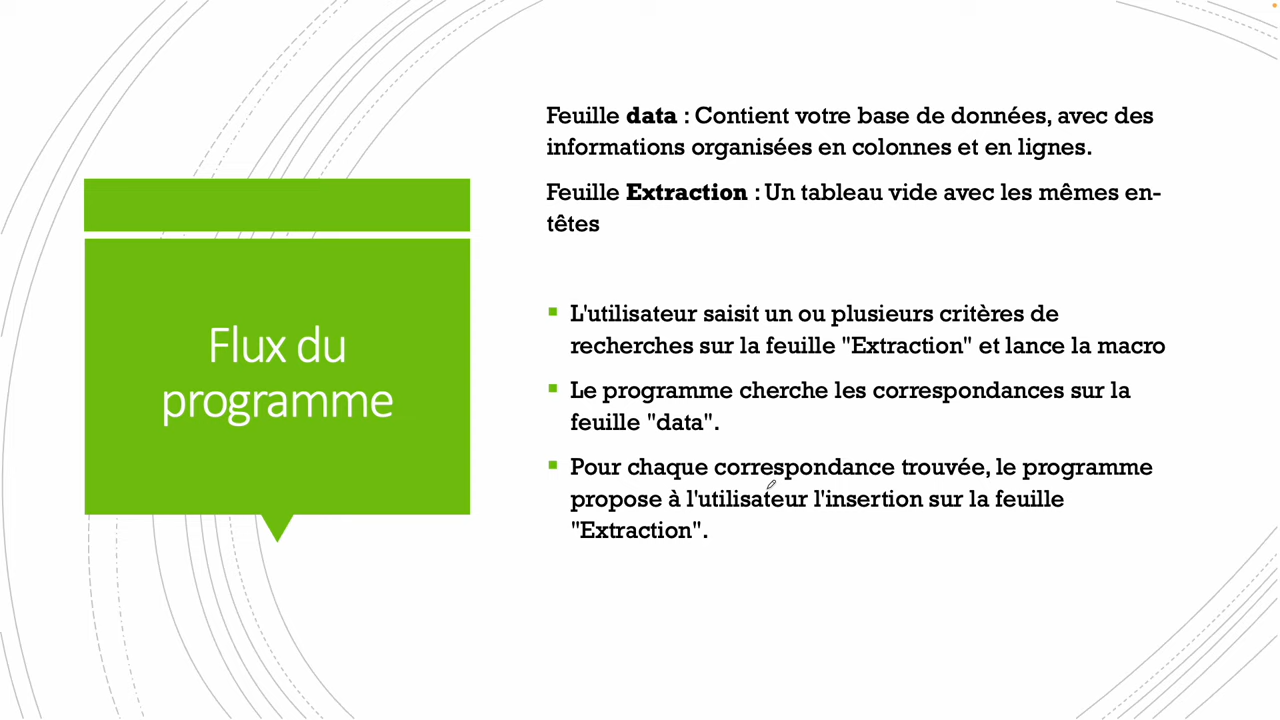 Flux du
programme
Feuille data : Contient votre base de données, avec des
informations organisées en colonnes et en lignes.
Feuille Extraction : Un tableau vide avec les mêmes en-
têtes
L'utilisateur saisit un ou plusieurs critères de
recherches sur la feuille "Extraction" et lance la macro
Le programme cherche les correspondances sur la
feuille "data".
Pour chaque correspondance trouvée, le programme
propose à l'utilisateur l'insertion sur la feuille
"Extraction".